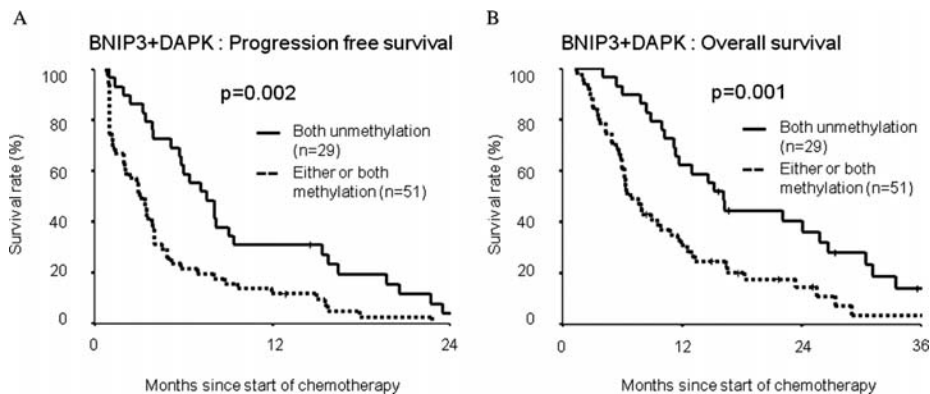 A
BNIP3+DAPK : Progression free survival
100
80
60
40
20
0
Survival rate (%)
p=0.002
Both unmethylation
(n=29)
Either or both
methylation (n=51)
0
12
24
Months since start of chemotherapy
B
BNIP3+DAPK : Overall survival
100
80
60
40
20
0
Survival rate (%)
p=0.001
Both unmethylation
(n=29)
Either or both
methylation (n=51)
0
12
24
36
Months since start of chemotherapy